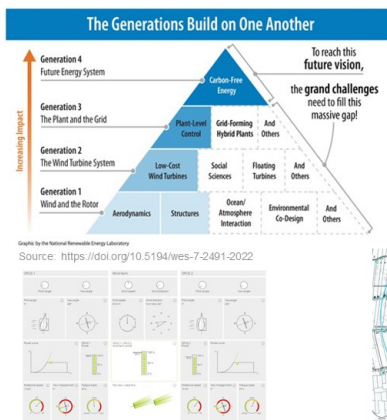 The Generations Build on One Another
Generation 4
Future Energy System
Generation 3
The Plant and the Grid
Generation 2
The Wind Turbine System
Generation 1
Wind and the Rotor
Increasing Impact
Carbon-Free
Energy
Plant-Level
Control
Grid-Forming
Hybrid Plants
And
Others
Low-Cost
Wind Turbines
Social
Sciences
Floating
Turbines
And
Others
Aerodynamics
Structures
Ocean/
Atmosphere
Interaction
Environmental
Co-Design
And
Others
To reach this
future vision,
the grand challenges
need to fill this
massive gap!
Graphic by the National Renewable Energy Laboratory
Source: https://doi.org/10.5194/wes-7-2491-2022